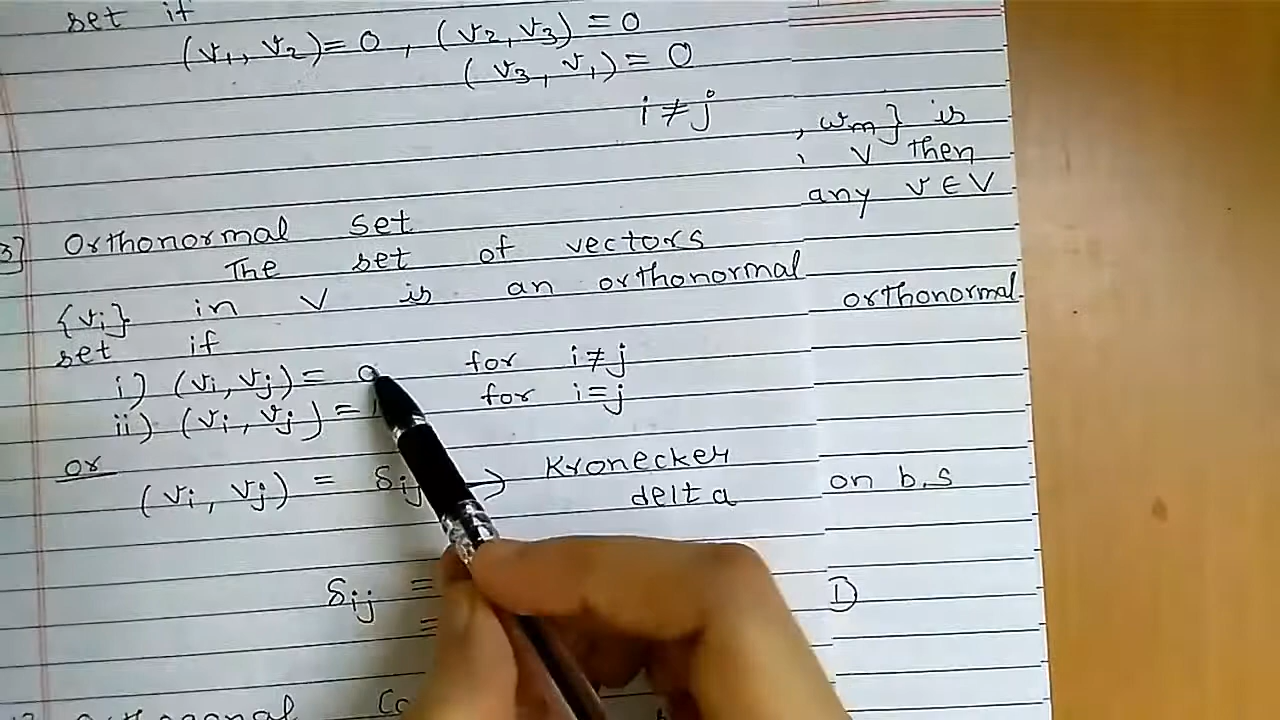 set if
(v1, v2) = 0 , (v2, v3) = 0
(v3, v1) = 0
i ≠ j
, wm} is
, V then
any v ∈ V
3] Orthonormal set
The set of vectors
{vi} in V is an orthonormal
orthonormal
set if
i) (vi, vj) = 0 for i ≠ j
ii) (vi, vj) = 1 for i = j
or
(vi, vj) = δij → Kronecker
delta
on b.s
δij =
=
D